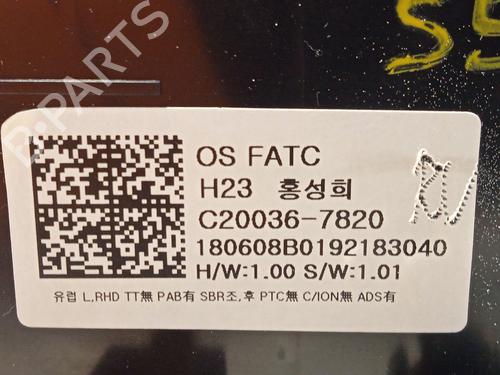 B-PARTS
OS FATC
H23 홍성희
C20036-7820
180608B0192183040
H/W:1.00 S/W:1.01
유럽 L,RHD TT無 PAB有 SBR조,후 PTC無 C/ION無 ADS有